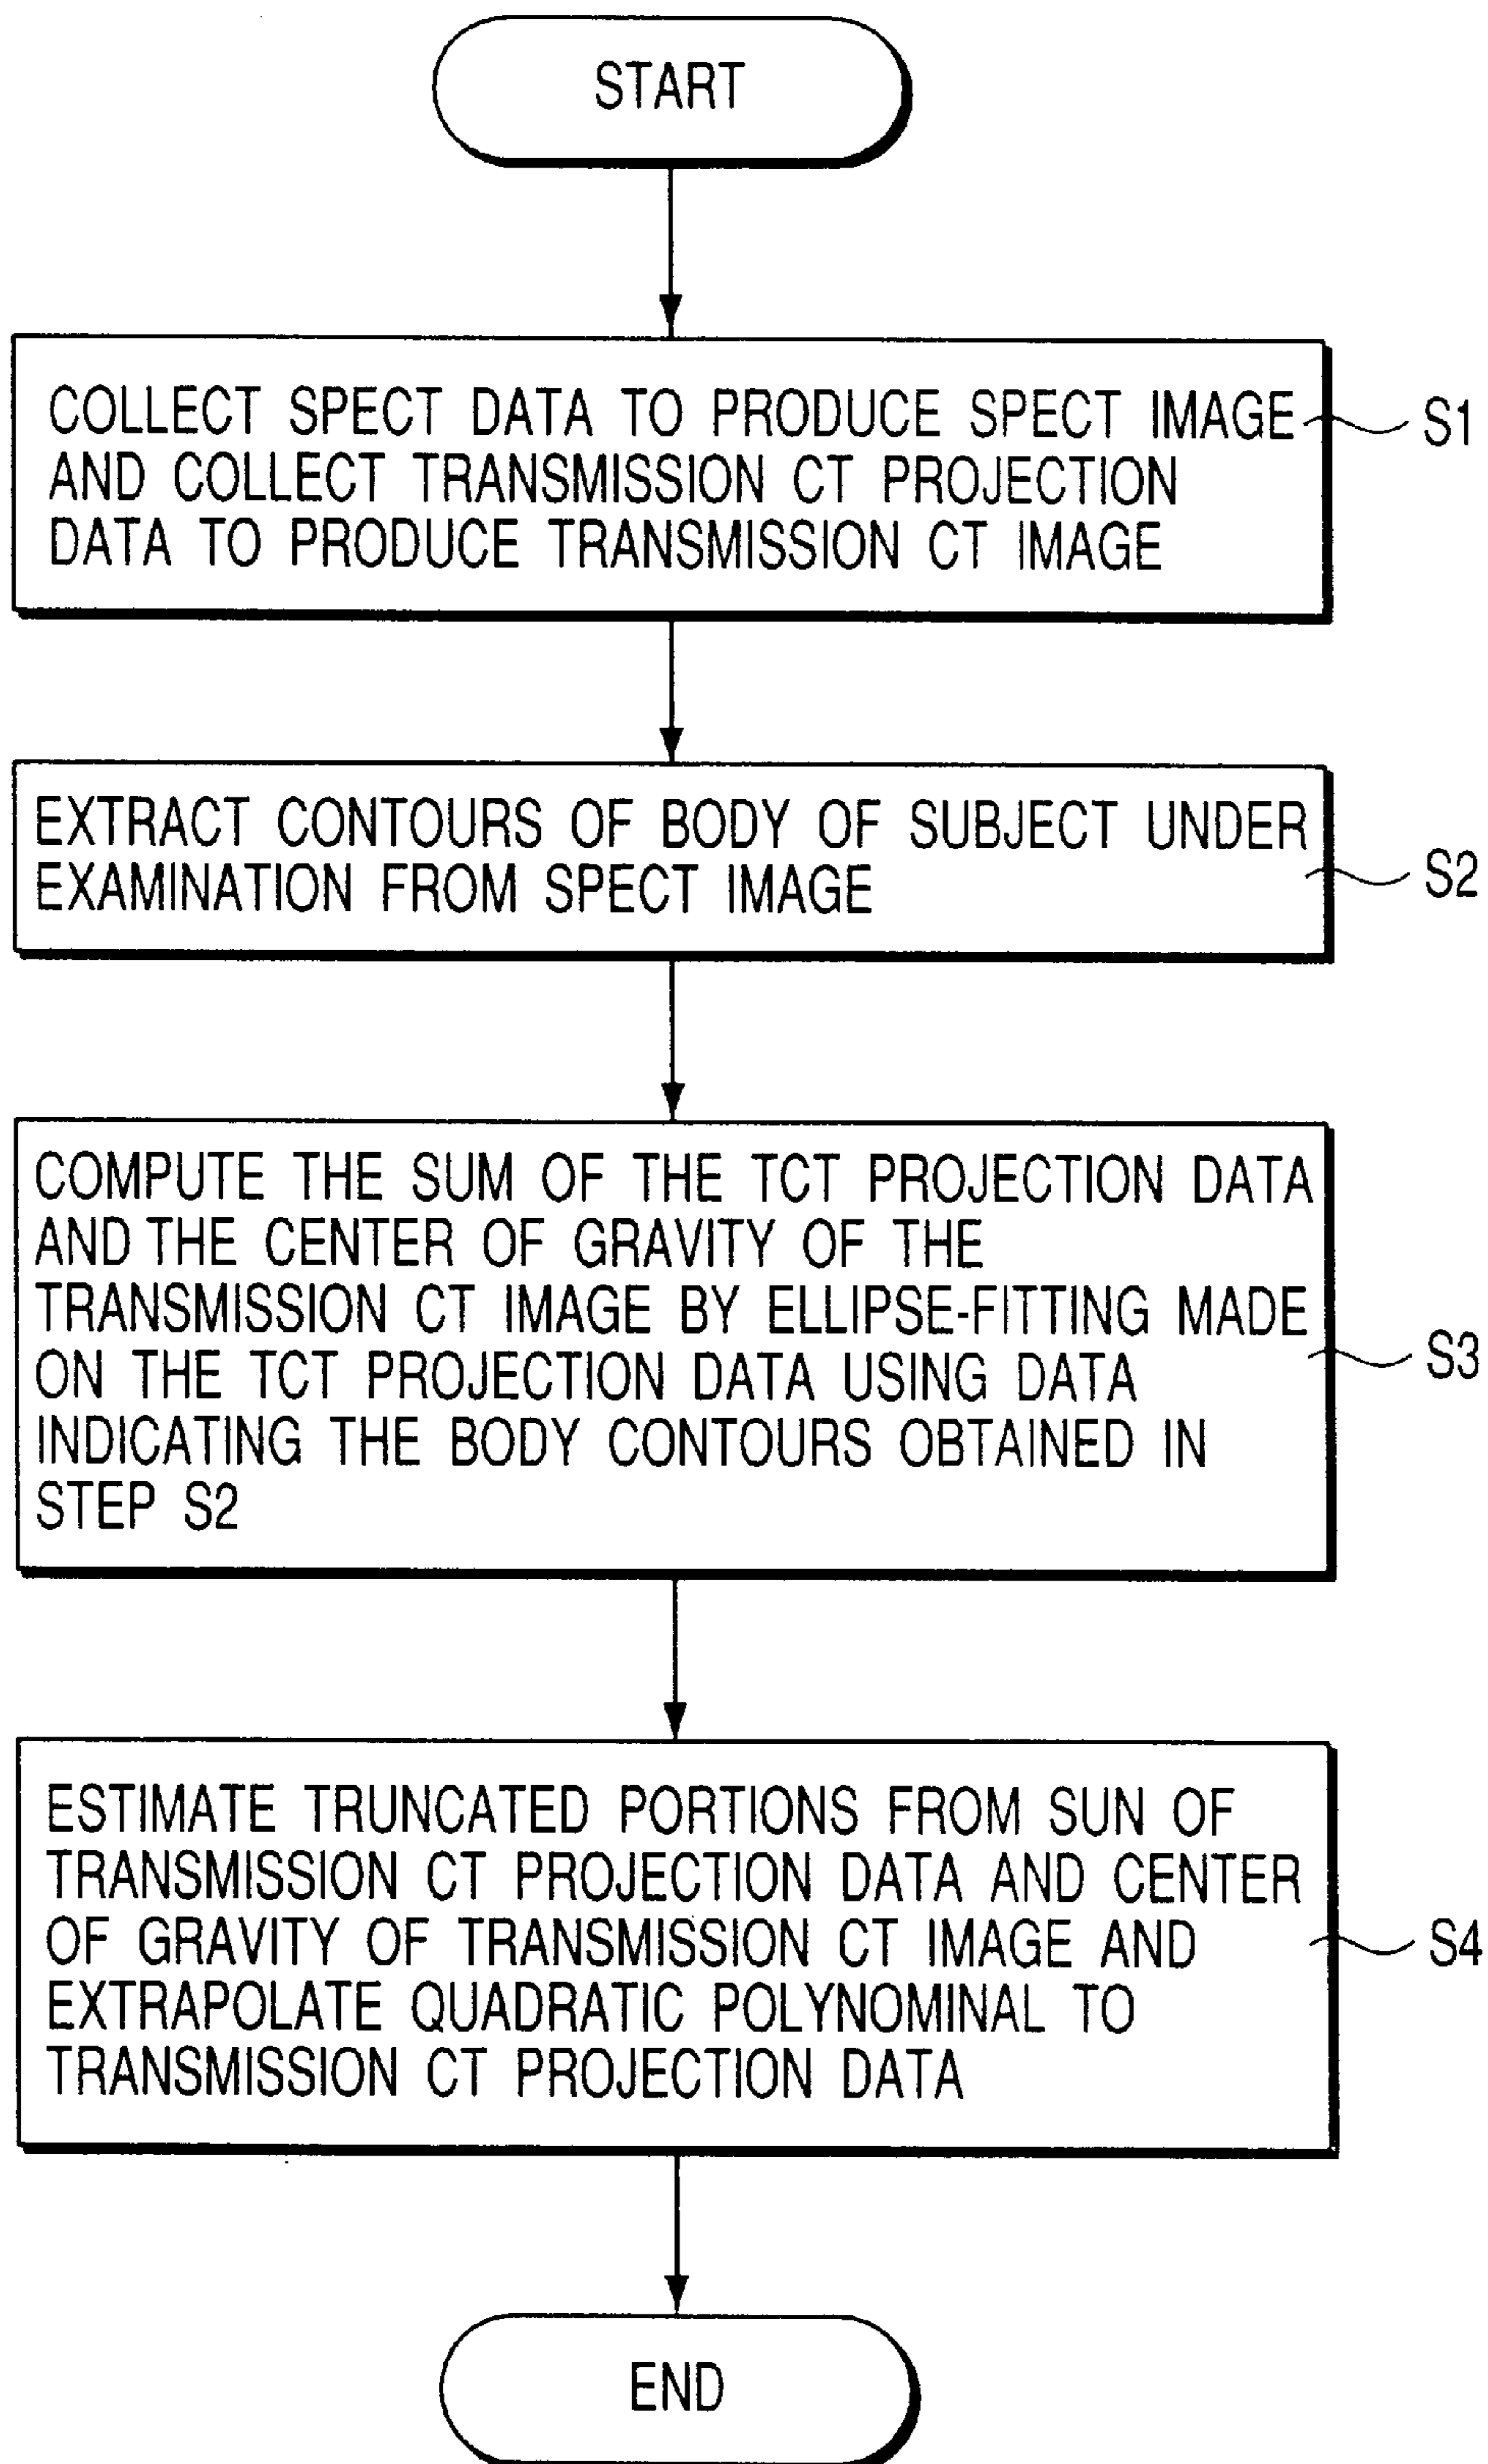 START
COLLECT SPECT DATA TO PRODUCE SPECT IMAGE
AND COLLECT TRANSMISSION CT PROJECTION
DATA TO PRODUCE TRANSMISSION CT IMAGE
S1
EXTRACT CONTOURS OF BODY OF SUBJECT UNDER
EXAMINATION FROM SPECT IMAGE
S2
COMPUTE THE SUM OF THE TCT PROJECTION DATA
AND THE CENTER OF GRAVITY OF THE
TRANSMISSION CT IMAGE BY ELLIPSE-FITTING MADE
ON THE TCT PROJECTION DATA USING DATA
INDICATING THE BODY CONTOURS OBTAINED IN
STEP S2
S3
ESTIMATE TRUNCATED PORTIONS FROM SUN OF
TRANSMISSION CT PROJECTION DATA AND CENTER
OF GRAVITY OF TRANSMISSION CT IMAGE AND
EXTRAPOLATE QUADRATIC POLYNOMINAL TO
TRANSMISSION CT PROJECTION DATA
S4
END